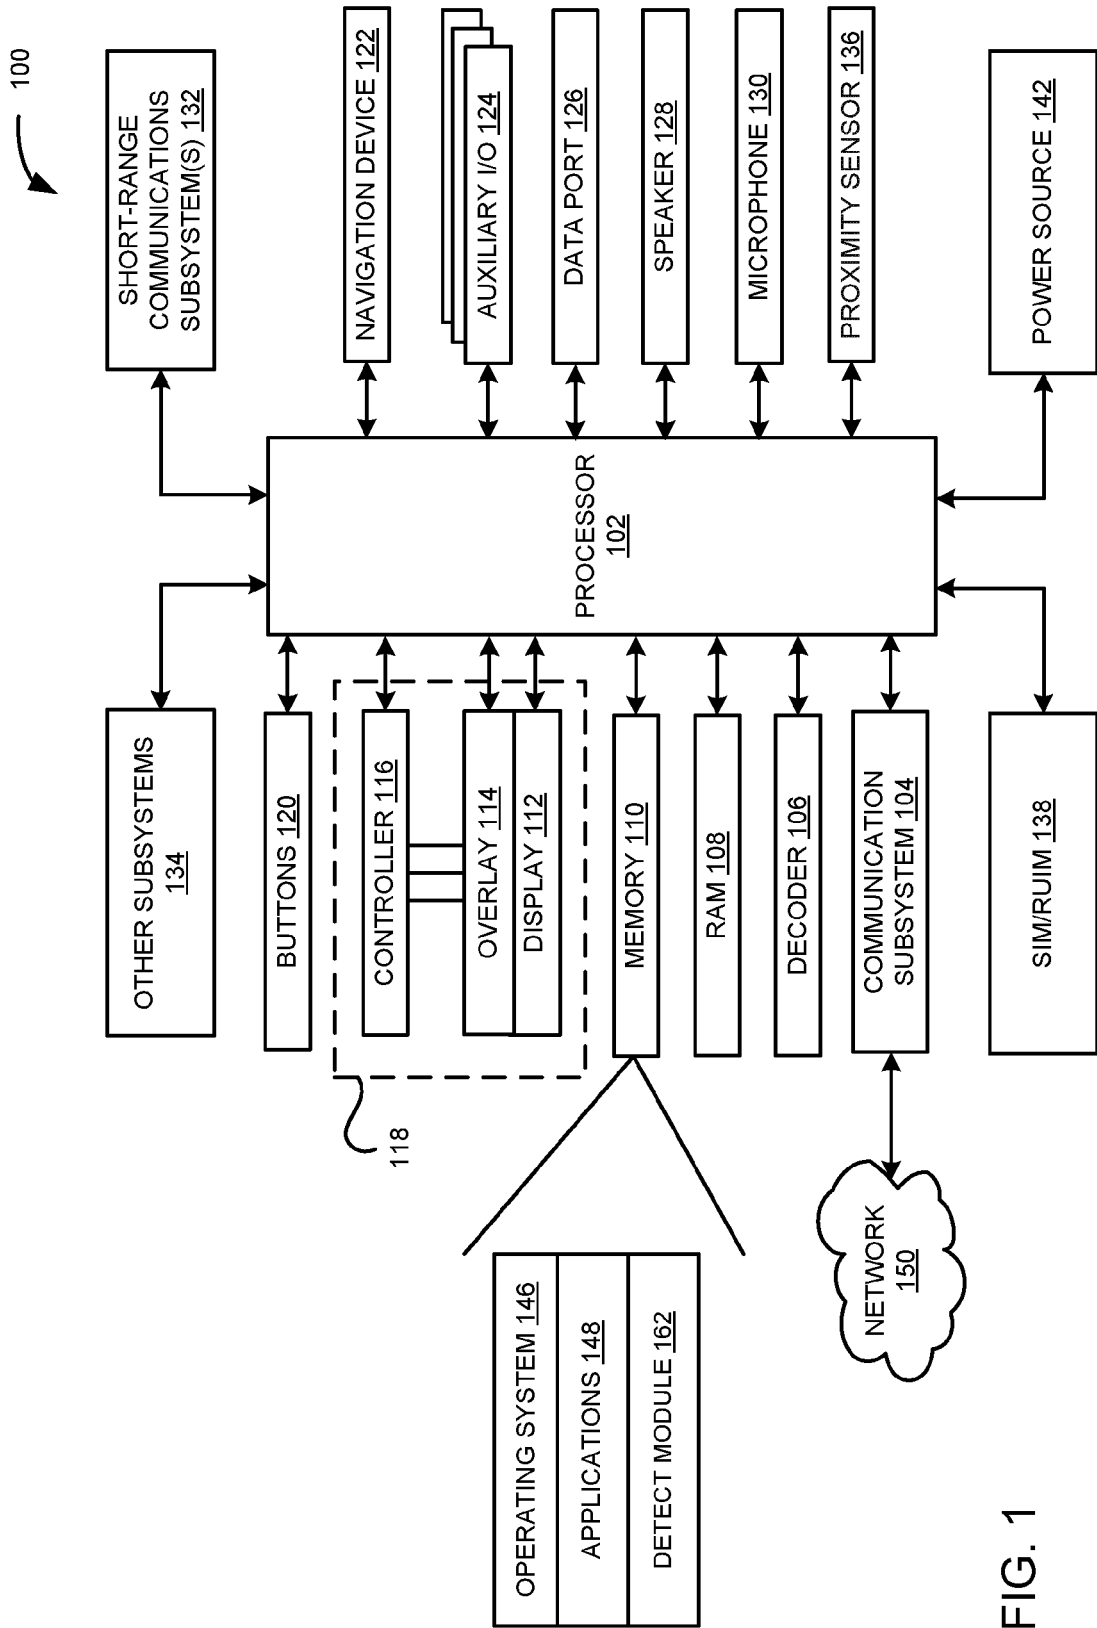 100
SHORT-RANGE
COMMUNICATIONS
SUBSYSTEM(S) 132
OTHER SUBSYSTEMS
134
NAVIGATION DEVICE 122
AUXILIARY I/O 124
DATA PORT 126
SPEAKER 128
MICROPHONE 130
PROXIMITY SENSOR 136
POWER SOURCE 142
PROCESSOR
102
BUTTONS 120
CONTROLLER 116
OVERLAY 114
DISPLAY 112
118
MEMORY 110
RAM 108
DECODER 106
COMMUNICATION
SUBSYSTEM 104
SIM/RUIM 138
OPERATING SYSTEM 146
APPLICATIONS 148
DETECT MODULE 162
NETWORK
150
FIG. 1